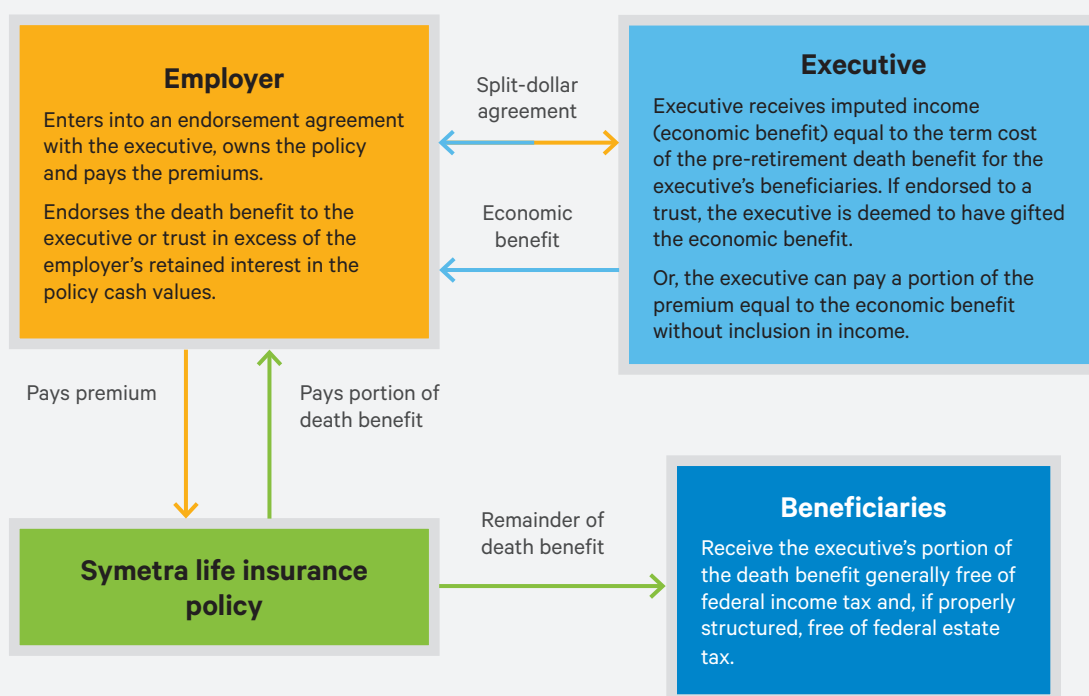 Employer
Enters into an endorsement agreement
with the executive, owns the policy
and pays the premiums.
Endorses the death benefit to the
executive or trust in excess of the
employer's retained interest in the
policy cash values.
Split-dollar
agreement
Economic
benefit
Executive
Executive receives imputed income
(economic benefit) equal to the term cost
of the pre-retirement death benefit for the
executive's beneficiaries. If endorsed to a
trust, the executive is deemed to have gifted
the economic benefit.
Or, the executive can pay a portion of the
premium equal to the economic benefit
without inclusion in income.
Pays premium
Pays portion of
death benefit
Symetra life insurance
policy
Remainder of
death benefit
Beneficiaries
Receive the executive's portion of
the death benefit generally free of
federal income tax and, if properly
structured, free of federal estate
tax.